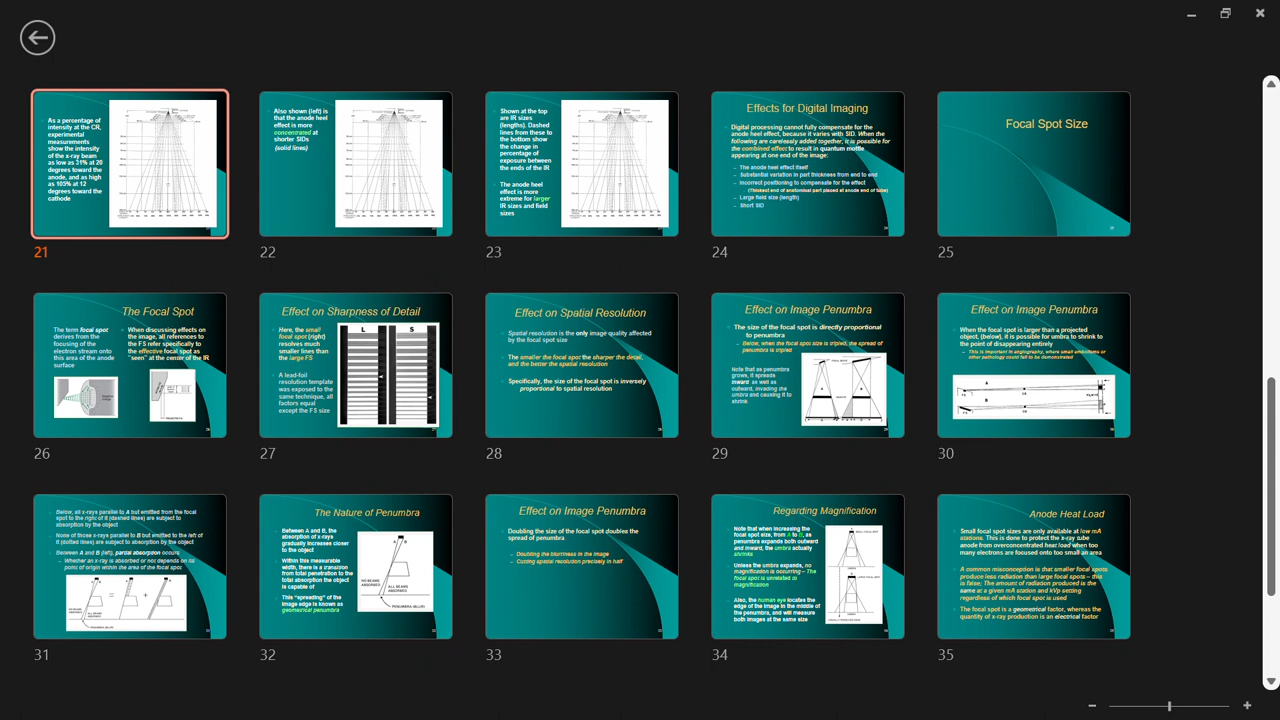 As a percentage of
intensity at the CR,
experimental
measurements
show the intensity
of the x-ray beam
as low as 31% at 20
degrees toward the
anode, and as high
as 105% at 12
degrees toward the
cathode
21
Also shown (left) is
that the anode heel
effect is more
concentrated at
shorter SIDs
(solid lines)
22
Shown at the top
are IR sizes
(lengths). Dashed
lines from these to
the bottom show
the change in
percentage of
exposure between
the ends of the IR
The anode heel
effect is more
extreme for larger
IR sizes and field
sizes
23
Effects for Digital Imaging
Digital processing cannot fully compensate for the
anode heel effect, because it varies with SID. When the
following are carelessly added together, it is possible for
the combined effect to result in quantum mottle
appearing at one end of the image:
– The anode heel effect itself
– Substantial variation in part thickness from end to end
– Incorrect positioning to compensate for the effect
(Thickest end of anatomical part placed at anode end of tube)
– Large field size (length)
– Short SID
24
Focal Spot Size
25
The Focal Spot
The term focal spot
derives from the
focusing of the
electron stream onto
this area of the anode
surface
When discussing effects on
the image, all references to
the FS refer specifically to
the effective focal spot as
"seen" at the center of the IR
26
Effect on Sharpness of Detail
Here, the small
focal spot (right)
resolves much
smaller lines than
the large FS
A lead-foil
resolution template
was exposed to the
same technique, all
factors equal
except the FS size
L S
27
Effect on Spatial Resolution
Spatial resolution is the only image quality affected
by the focal spot size
The smaller the focal spot the sharper the detail,
and the better the spatial resolution
Specifically, the size of the focal spot is inversely
proportional to spatial resolution
28
Effect on Image Penumbra
The size of the focal spot is directly proportional
to penumbra
– Below, when the focal spot size is tripled, the spread of
penumbra is tripled
Note that as penumbra
grows, it spreads
inward as well as
outward, invading the
umbra and causing it to
shrink
29
Effect on Image Penumbra
When the focal spot is larger than a projected
object, (below), it is possible for umbra to shrink to
the point of disappearing entirely
– This is important in angiography, where small embolisms or
other pathology could fail to be demonstrated
A
B
30
Below, all x-rays parallel to A but emitted from the focal
spot to the right of it (dashed lines) are subject to
absorption by the object
None of those x-rays parallel to B but emitted to the left of
it (dotted lines) are subject to absorption by the object
Between A and B (left), partial absorption occurs
– Whether an x-ray is absorbed or not depends on its
point of origin within the area of the focal spot
31
The Nature of Penumbra
Between A and B, the
absorption of x-rays
gradually increases closer
to the object
Within this measurable
width, there is a transition
from total penetration to the
total absorption the object
is capable of
This "spreading" of the
image edge is known as
geometrical penumbra
NO BEAMS
ABSORBED
ALL BEAMS
ABSORBED
PENUMBRA (BLUR)
32
Effect on Image Penumbra
Doubling the size of the focal spot doubles the
spread of penumbra
– Doubling the blurriness in the image
– Cutting spatial resolution precisely in half
33
Regarding Magnification
Note that when increasing the
focal spot size, from A to B, as
penumbra expands both outward
and inward, the umbra actually
shrinks
Unless the umbra expands, no
magnification is occurring – The
focal spot is unrelated to
magnification
Also, the human eye locates the
edge of the image in the middle of
the penumbra, and will measure
both images at the same size
34
Anode Heat Load
Small focal spot sizes are only available at low mA
stations. This is done to protect the x-ray tube
anode from overconcentrated heat load when too
many electrons are focused onto too small an area
A common misconception is that smaller focal spots
produce less radiation than large focal spots – this
is false; The amount of radiation produced is the
same at a given mA station and kVp setting
regardless of which focal spot is used
The focal spot is a geometrical factor, whereas the
quantity of x-ray production is an electrical factor
35